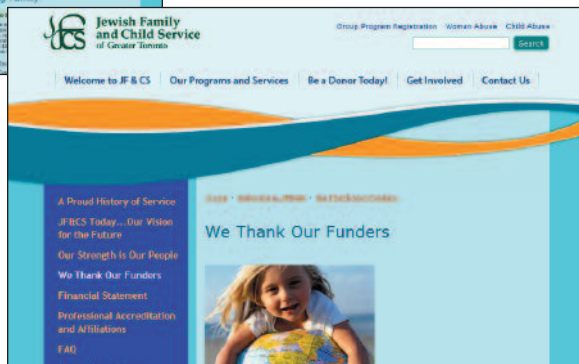 Jewish Family
and Child Service
of Greater Toronto
Group Program Registration Woman Abuse Child Abuse
Search
Welcome to JF & CS Our Programs and Services Be a Donor Today! Get Involved Contact Us
A Proud History of Service
JF&CS Today...Our Vision
for the Future
Our Strength Is Our People
We Thank Our Funders
Financial Statement
Professional Accreditation
and Affiliations
FAQ
We Thank Our Funders